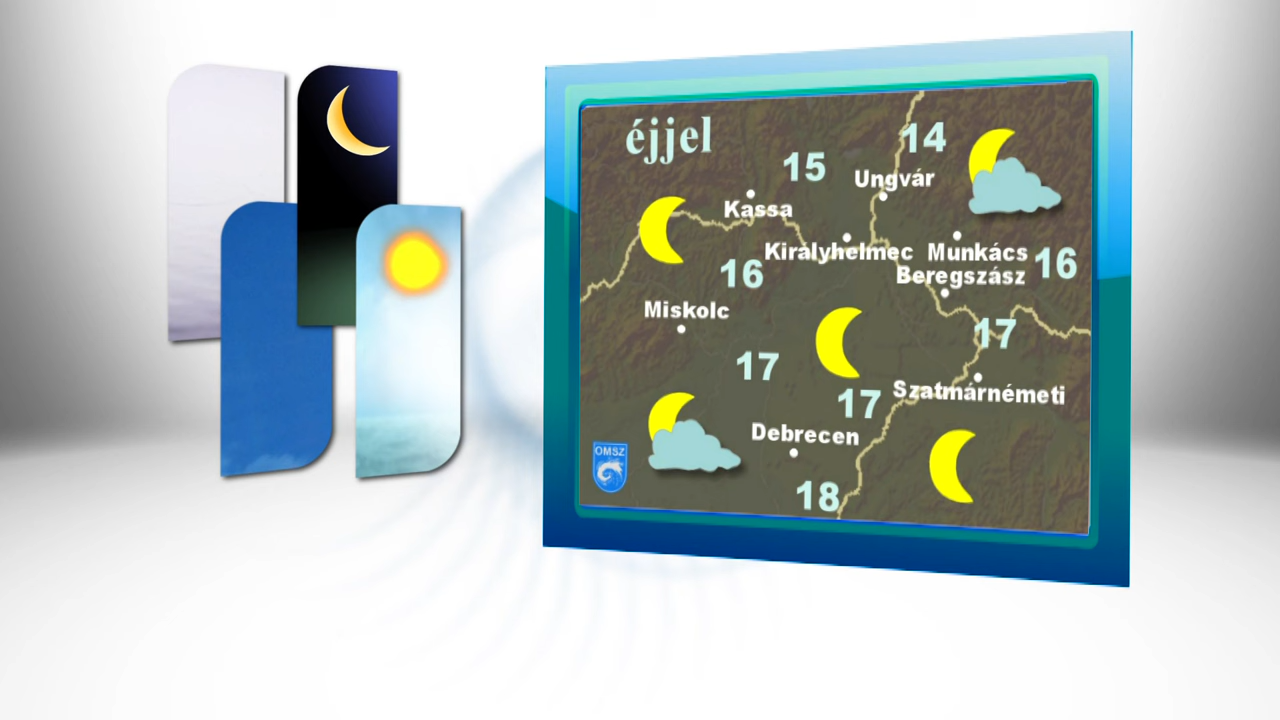 éjjel
14
15
Ungvár
Kassa
Királyhelmec
Munkács
16
Beregszász
16
Miskolc
17
17
17
Szatmárnémeti
Debrecen
OMSZ
18